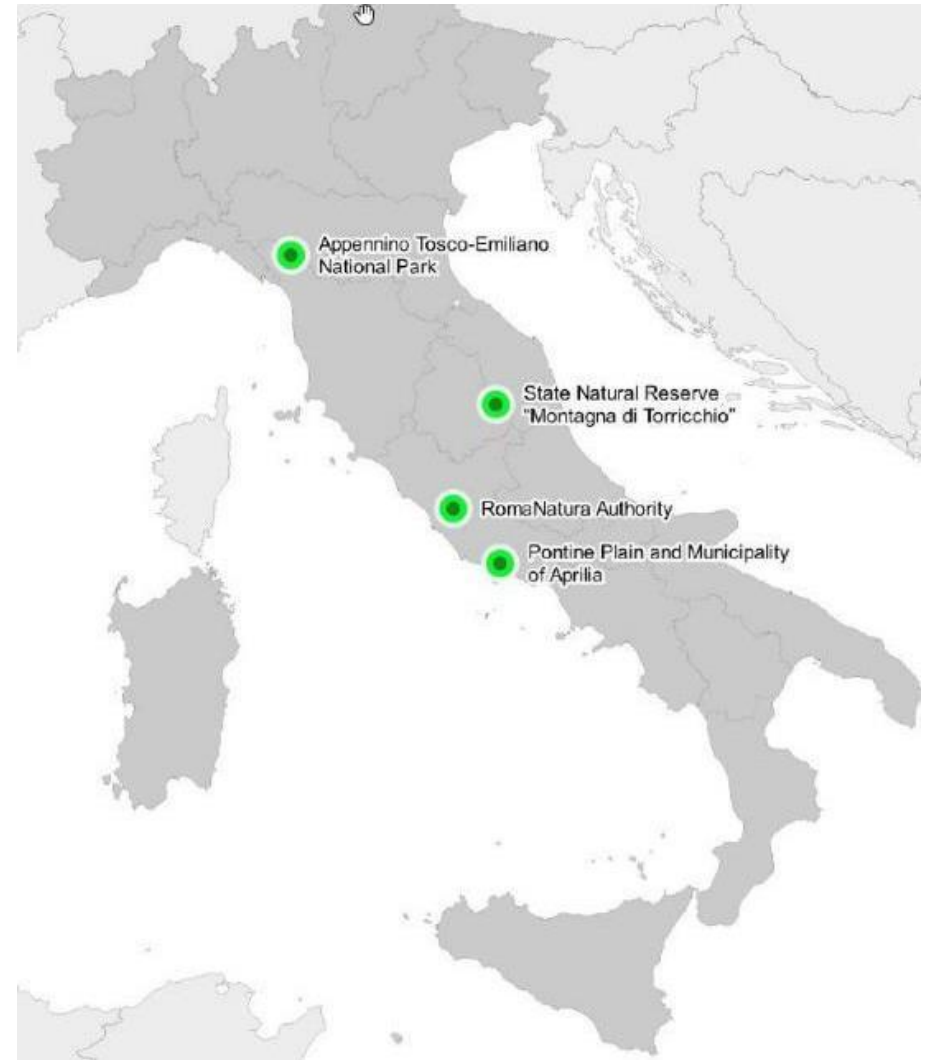 Appennino Tosco-Emiliano
National Park
State Natural Reserve
"Montagna di Torricchio"
RomaNatura Authority
Pontine Plain and Municipality
of Aprilia